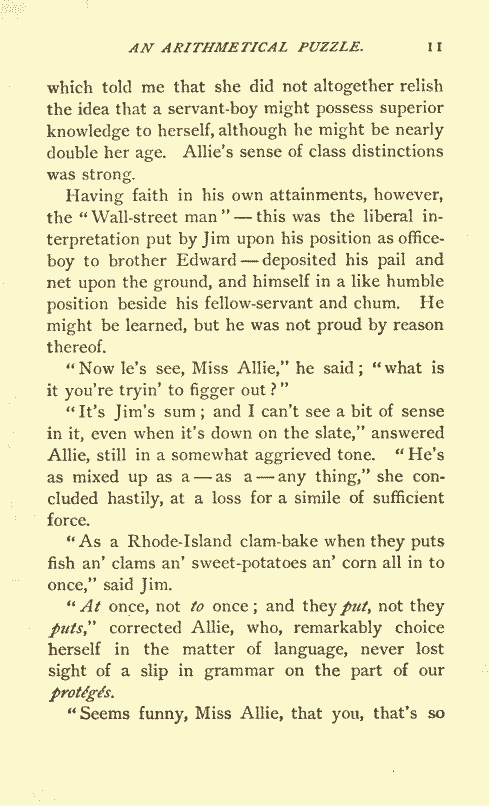 AN ARITHMETICAL PUZZLE. 11
which told me that she did not altogether relish
the idea that a servant-boy might possess superior
knowledge to herself, although he might be nearly
double her age. Allie's sense of class distinctions
was strong.
Having faith in his own attainments, however,
the "Wall-street man" — this was the liberal in-
terpretation put by Jim upon his position as office-
boy to brother Edward — deposited his pail and
net upon the ground, and himself in a like humble
position beside his fellow-servant and chum. He
might be learned, but he was not proud by reason
thereof.
"Now le's see, Miss Allie," he said; "what is
it you're tryin' to figger out?"
"It's Jim's sum; and I can't see a bit of sense
in it, even when it's down on the slate," answered
Allie, still in a somewhat aggrieved tone. "He's
as mixed up as a — as a — any thing," she con-
cluded hastily, at a loss for a simile of sufficient
force.
"As a Rhode-Island clam-bake when they puts
fish an' clams an' sweet-potatoes an' corn all in to
once," said Jim.
"At once, not to once; and they put, not they
puts," corrected Allie, who, remarkably choice
herself in the matter of language, never lost
sight of a slip in grammar on the part of our
protégés.
"Seems funny, Miss Allie, that you, that's so